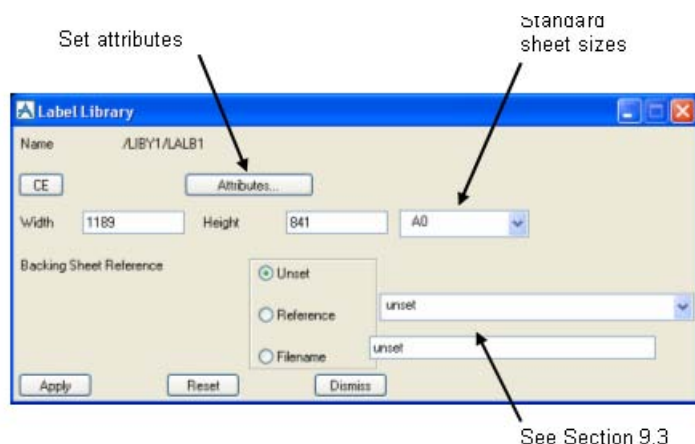 Set attributes
Standard
sheet sizes
Label Library
Name /LIBY1/LALB1
CE Attributes...
Width 1189 Height 841 A0
Backing Sheet Reference
Unset
Reference unset
Filename unset
Apply Reset Dismiss
See Section 9.3